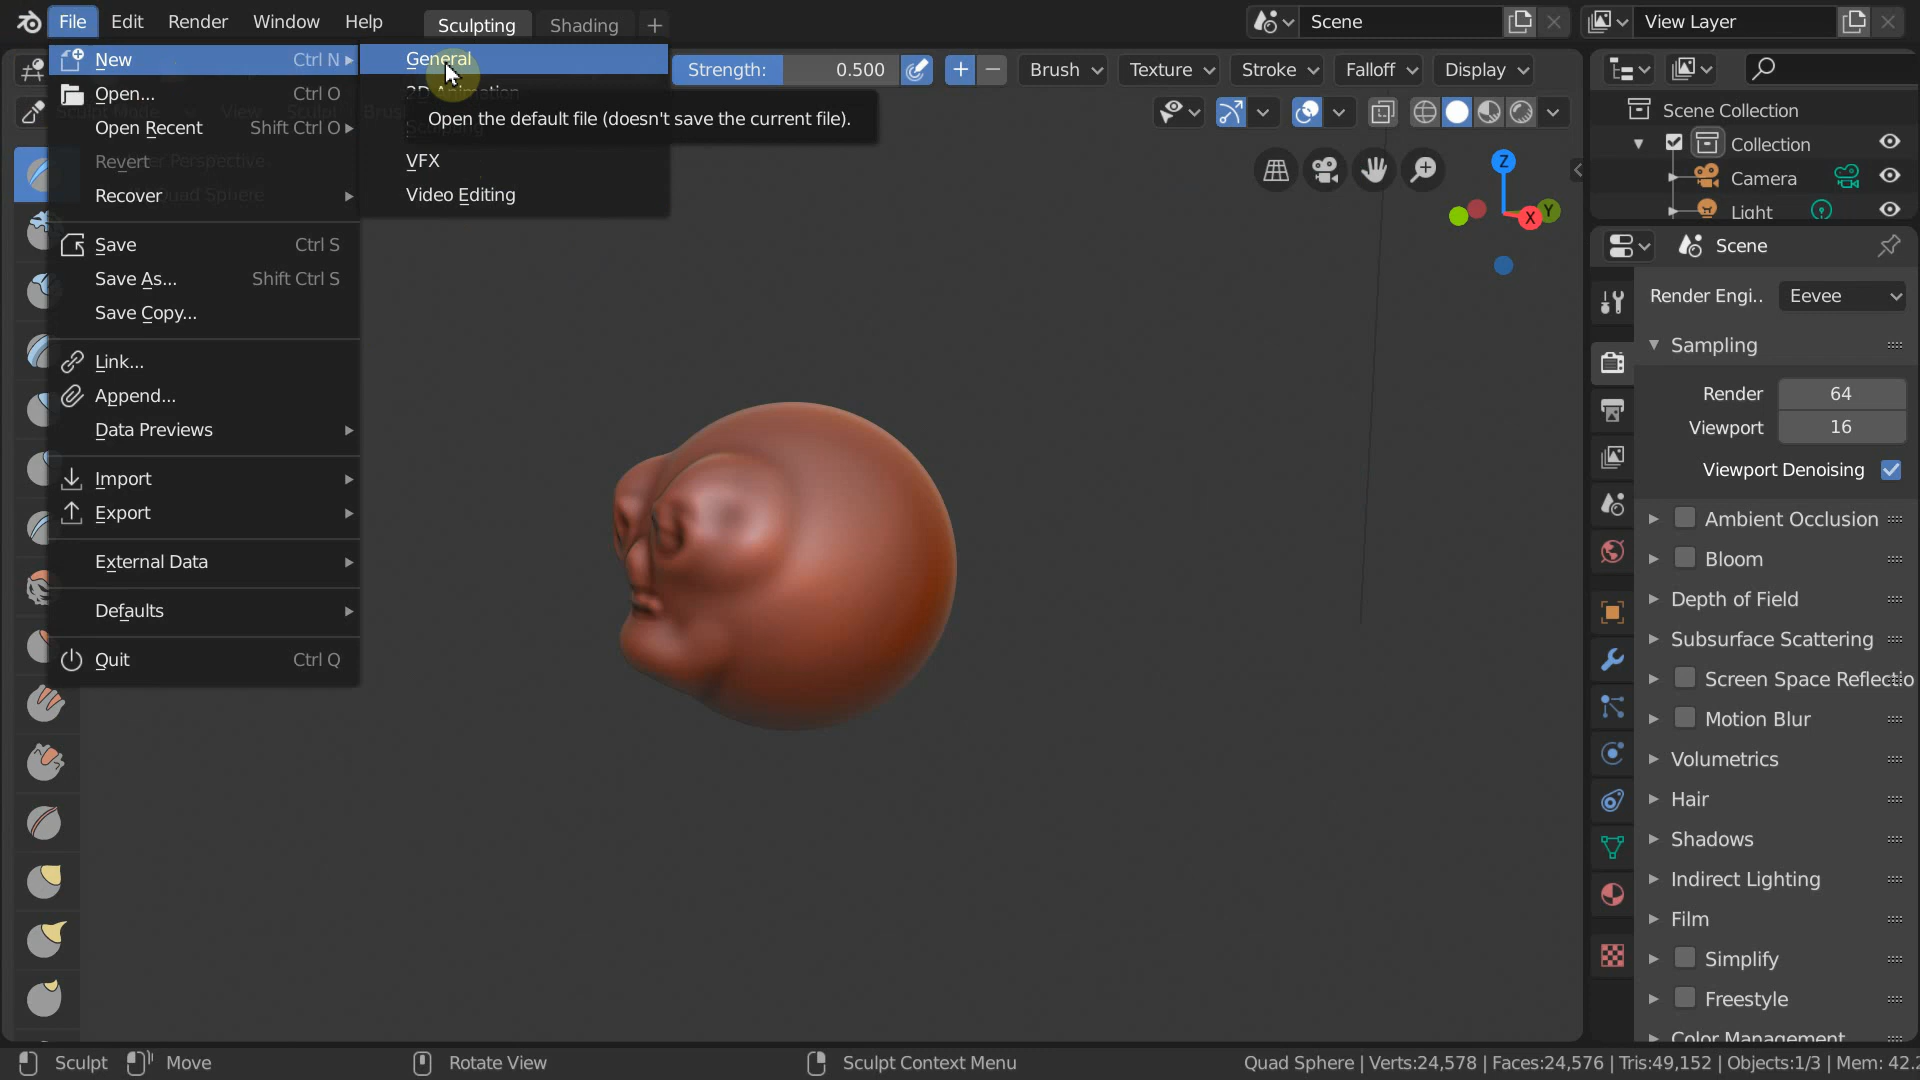 File Edit Render Window Help Sculpting Shading + Scene View Layer
New Ctrl N
General
Open... Ctrl O
2D Animation
Open Recent Shift Ctrl O
Open the default file (doesn't save the current file).
Revert
VFX
Recover
Video Editing
Save Ctrl S
Save As... Shift Ctrl S
Save Copy...
Link...
Append...
Data Previews
Import
Export
External Data
Defaults
Quit Ctrl Q
Strength: 0.500 + − Brush Texture Stroke Falloff Display
Z
Y
X
Scene Collection
Collection
Camera
Light
Scene
Render Engi.. Eevee
Sampling
Render 64
Viewport 16
Viewport Denoising
Ambient Occlusion
Bloom
Depth of Field
Subsurface Scattering
Screen Space Reflectio
Motion Blur
Volumetrics
Hair
Shadows
Indirect Lighting
Film
Simplify
Freestyle
Color Management
Sculpt Move Rotate View Sculpt Context Menu Quad Sphere | Verts:24,578 | Faces:24,576 | Tris:49,152 | Objects:1/3 | Mem: 42.2